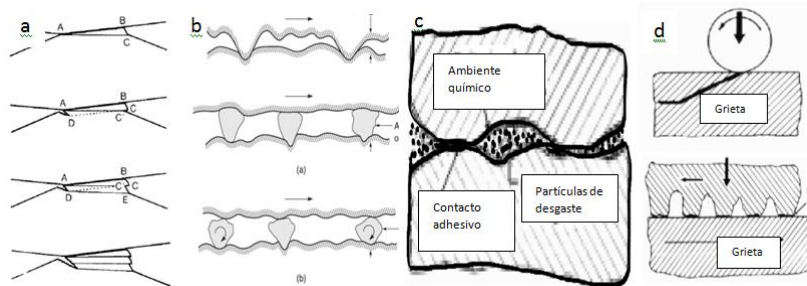 a
A B
C
A B
C' C
D
A B
C' C
D E
b
A
o
(a)
(b)
c
Ambiente
químico
Contacto
adhesivo
Partículas de
desgaste
d
Grieta
Grieta